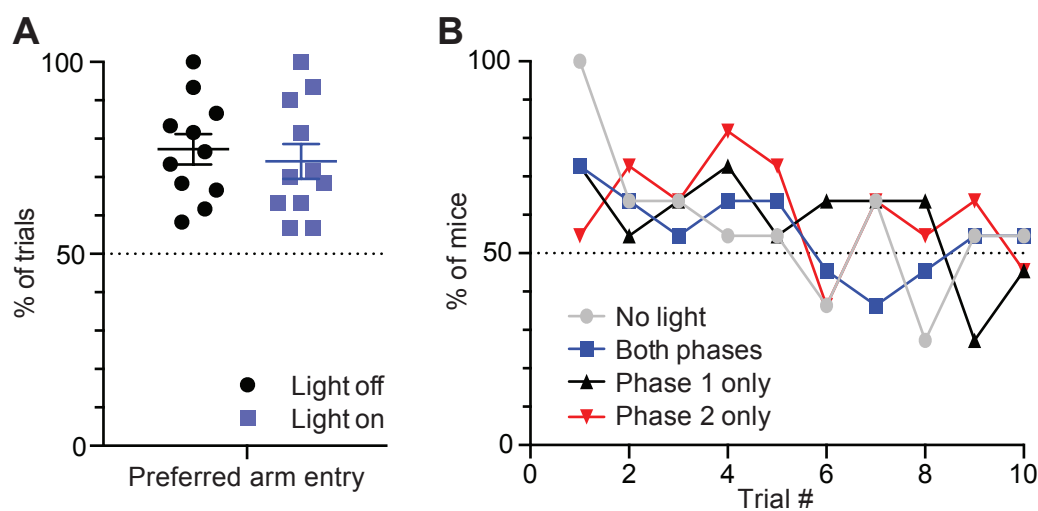 A
% of trials
100
50
0
Light off
Light on
Preferred arm entry
B
% of mice
100
50
0
No light
Both phases
Phase 1 only
Phase 2 only
0 2 4 6 8 10
Trial #